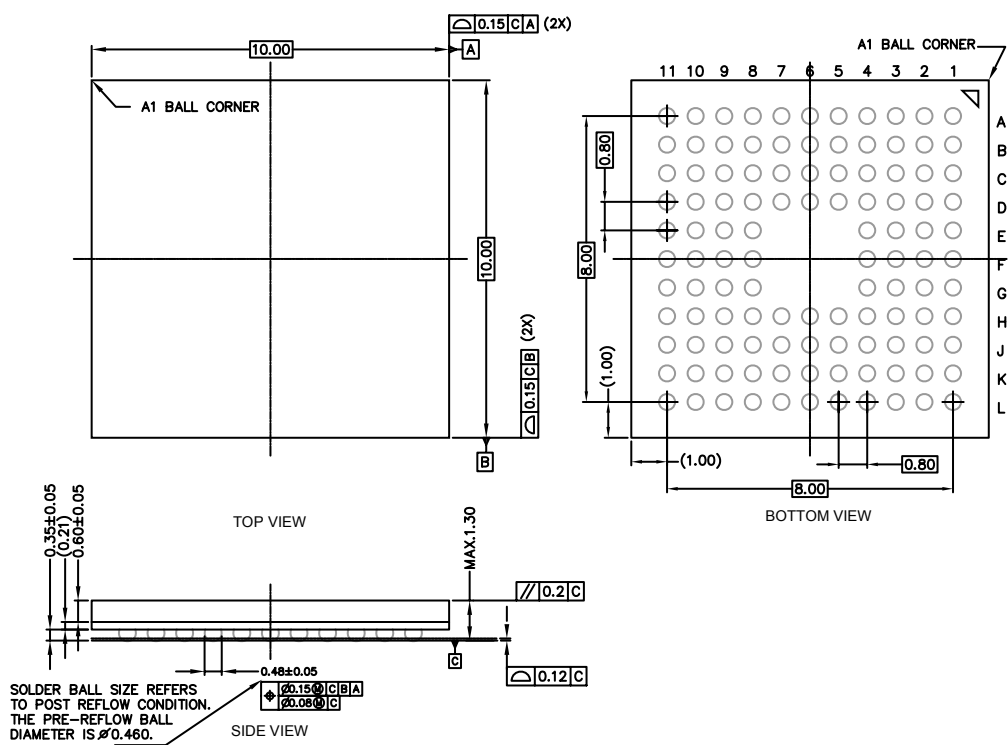 ⌓ 0.15 C A (2X)
10.00
A
A1 BALL CORNER
10.00
⌓ 0.15 C B (2X)
B
TOP VIEW
A1 BALL CORNER
11 10 9 8 7 6 5 4 3 2 1
A
B
C
D
E
F
G
H
J
K
L
0.80
8.00
(1.00)
(1.00)
0.80
8.00
BOTTOM VIEW
0.35±0.05
(0.21)
0.60±0.05
MAX.1.30
// 0.2 C
C
⌓ 0.12 C
0.48±0.05
⌖ Ø0.15Ⓜ C B A
Ø0.08Ⓜ C
SOLDER BALL SIZE REFERS
TO POST REFLOW CONDITION.
THE PRE-REFLOW BALL
DIAMETER IS Ø0.460.
SIDE VIEW